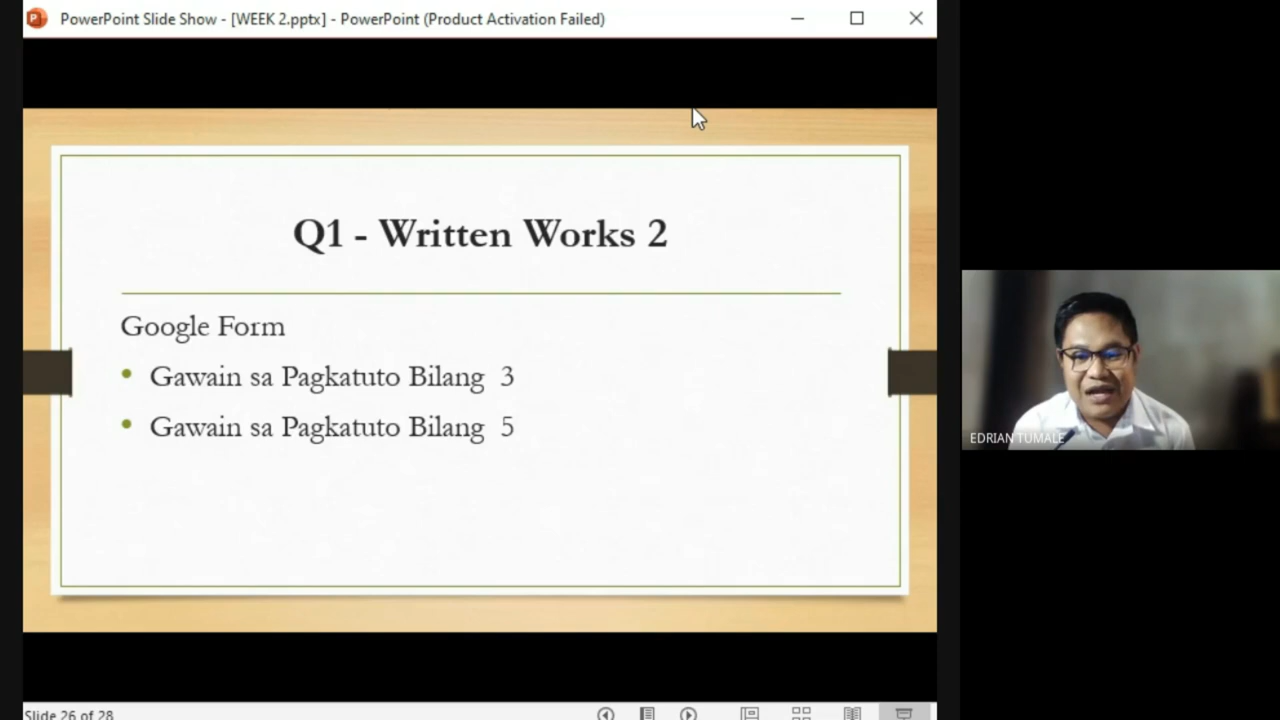 PowerPoint Slide Show - [WEEK 2.pptx] - PowerPoint (Product Activation Failed)
Q1 - Written Works 2
Google Form
• Gawain sa Pagkatuto Bilang 3
• Gawain sa Pagkatuto Bilang 5
EDRIAN TUMALE
Slide 26 of 28